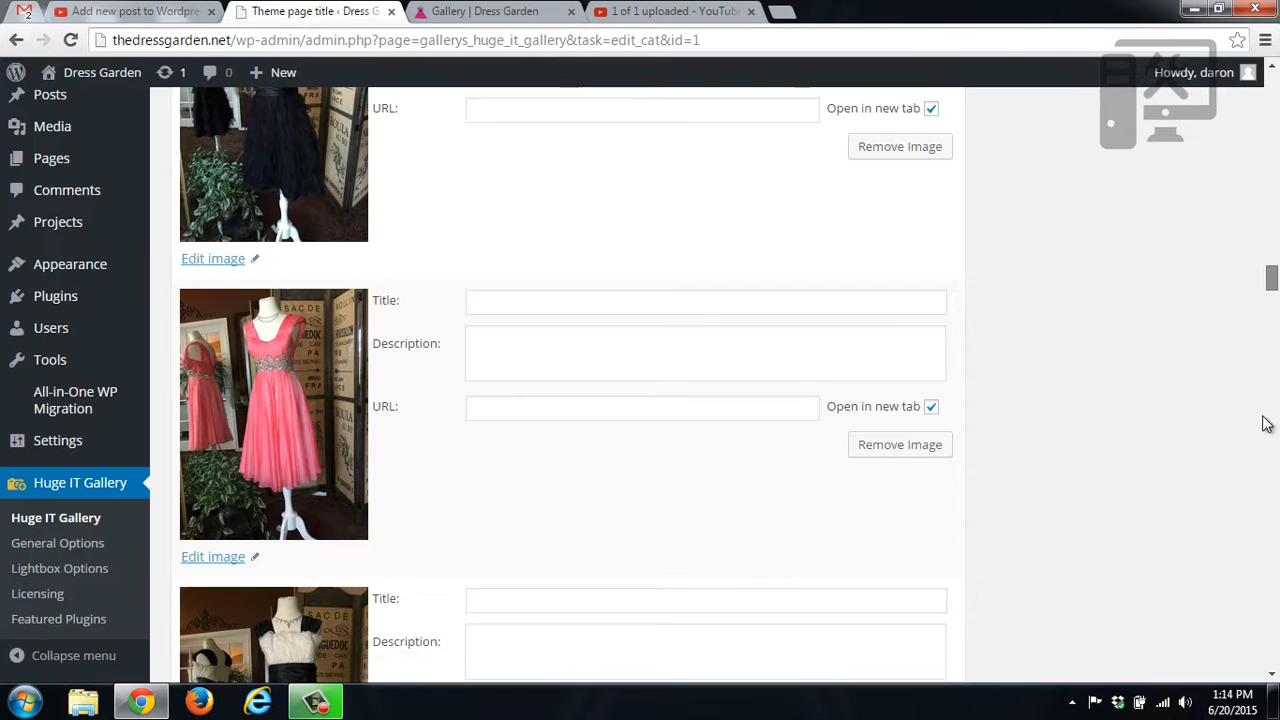 Add new post to Wordpre
Theme page title ‹ Dress G
Gallery | Dress Garden
1 of 1 uploaded - YouTube
thedressgarden.net/wp-admin/admin.php?page=gallerys_huge_it_gallery&task=edit_cat&id=1
Dress Garden
1
0
New
Howdy, daron
Posts
Media
Pages
Comments
Projects
Appearance
Plugins
Users
Tools
All-in-One WP
Migration
Settings
Huge IT Gallery
Huge IT Gallery
General Options
Lightbox Options
Licensing
Featured Plugins
Collapse menu
URL:
Open in new tab
Remove Image
Edit image
Title:
Description:
URL:
Open in new tab
Remove Image
Edit image
Title:
Description:
1:14 PM
6/20/2015